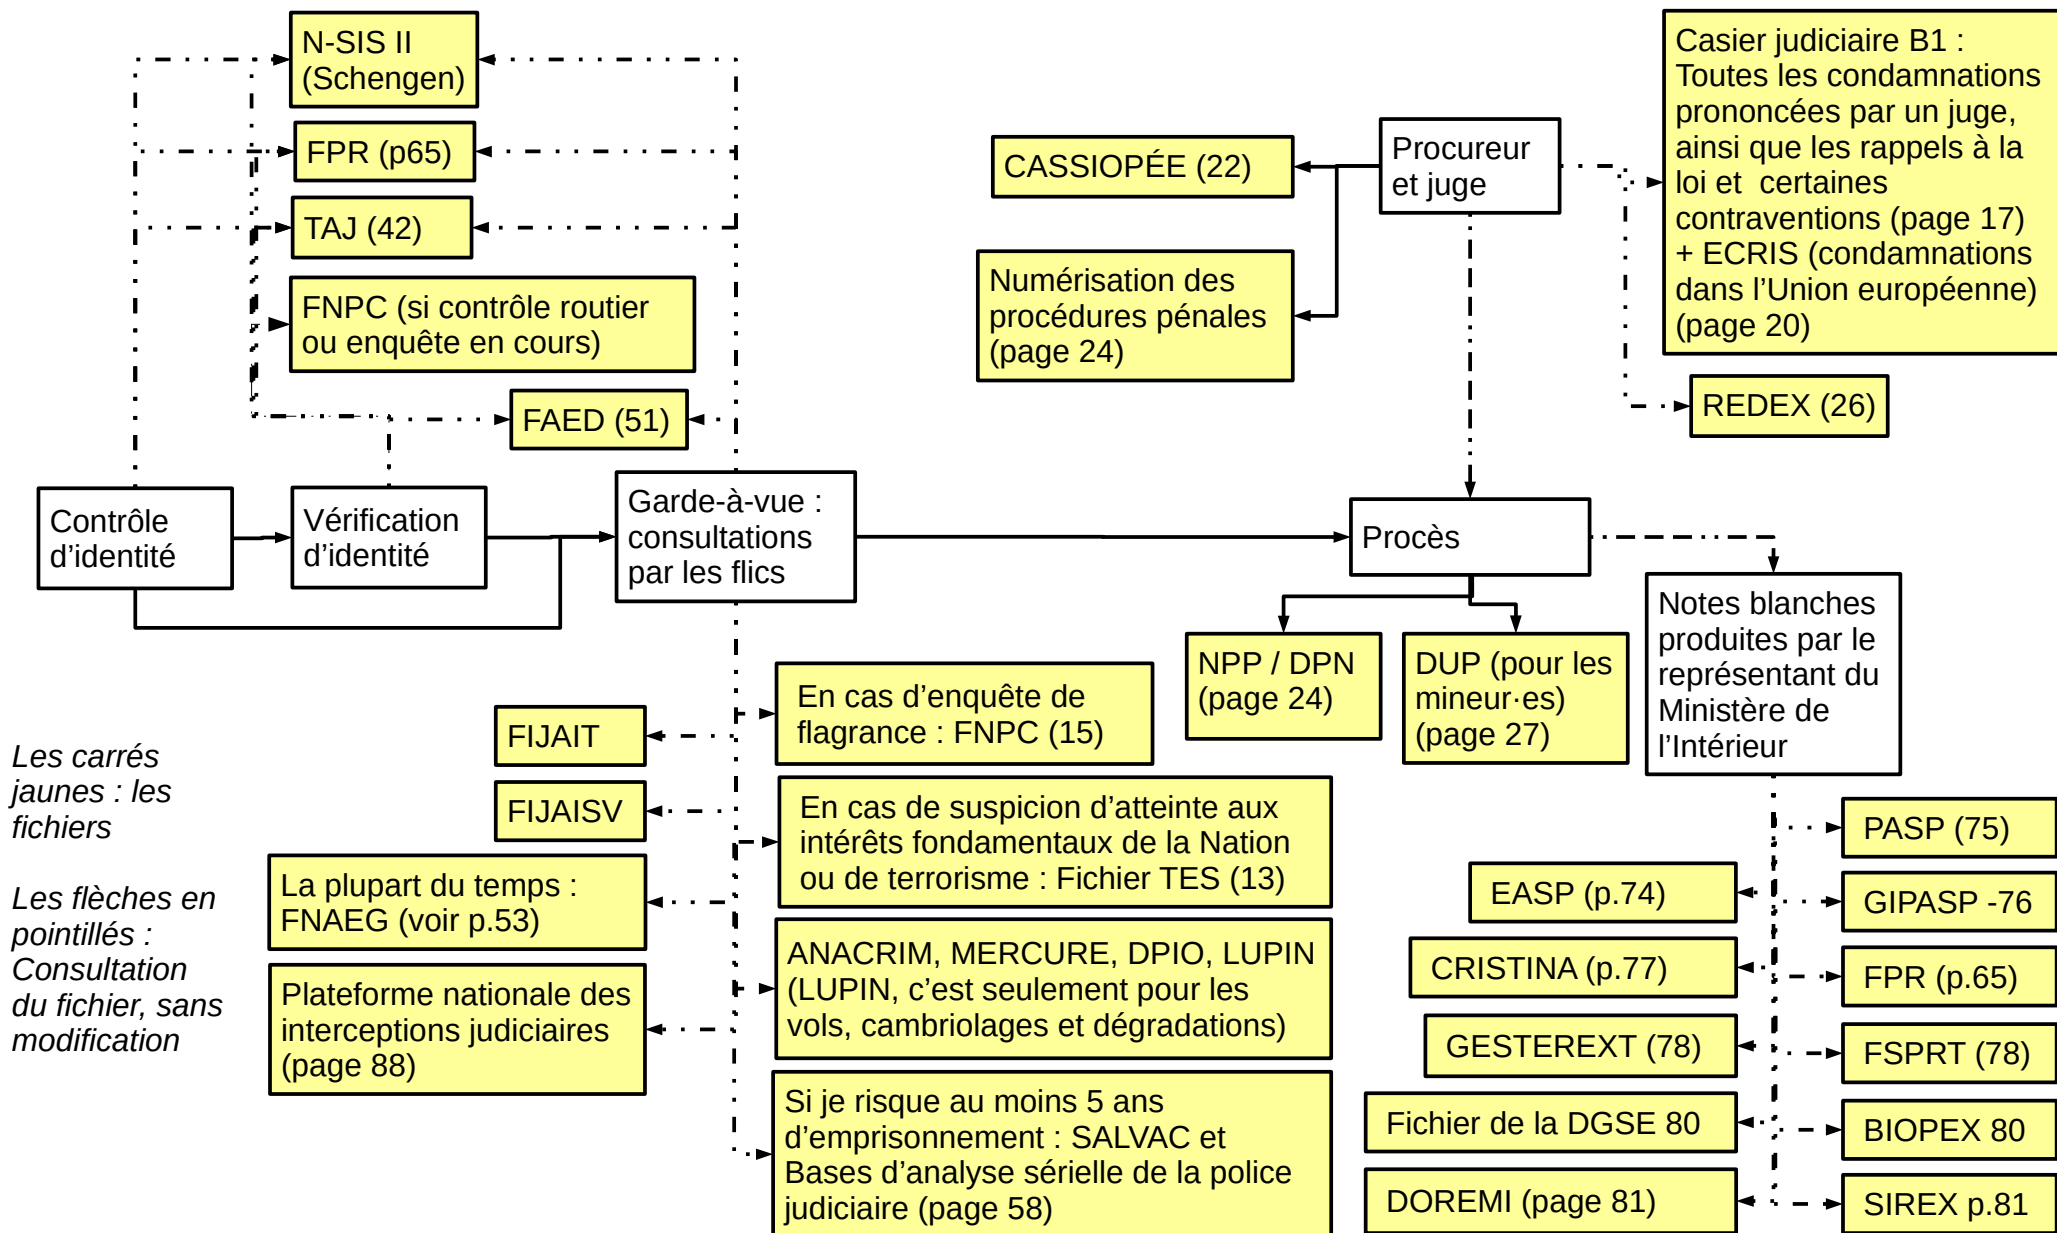 N-SIS II
(Schengen)
FPR (p65)
TAJ (42)
FNPC (si contrôle routier
ou enquête en cours)
FAED (51)
CASSIOPÉE (22)
Numérisation des
procédures pénales
(page 24)
Procureur
et juge
Casier judiciaire B1 :
Toutes les condamnations
prononcées par un juge,
ainsi que les rappels à la
loi et certaines
contraventions (page 17)
+ ECRIS (condamnations
dans l’Union européenne)
(page 20)
REDEX (26)
Contrôle
d’identité
Vérification
d’identité
Garde-à-vue :
consultations
par les flics
Procès
NPP / DPN
(page 24)
DUP (pour les
mineur·es)
(page 27)
Notes blanches
produites par le
représentant du
Ministère de
l’Intérieur
Les carrés
jaunes : les
fichiers
Les flèches en
pointillés :
Consultation
du fichier, sans
modification
FIJAIT
FIJAISV
La plupart du temps :
FNAEG (voir p.53)
Plateforme nationale des
interceptions judiciaires
(page 88)
En cas d’enquête de
flagrance : FNPC (15)
En cas de suspicion d’atteinte aux
intérêts fondamentaux de la Nation
ou de terrorisme : Fichier TES (13)
ANACRIM, MERCURE, DPIO, LUPIN
(LUPIN, c’est seulement pour les
vols, cambriolages et dégradations)
Si je risque au moins 5 ans
d’emprisonnement : SALVAC et
Bases d’analyse sérielle de la police
judiciaire (page 58)
EASP (p.74)
CRISTINA (p.77)
GESTEREXT (78)
Fichier de la DGSE 80
DOREMI (page 81)
PASP (75)
GIPASP -76
FPR (p.65)
FSPRT (78)
BIOPEX 80
SIREX p.81